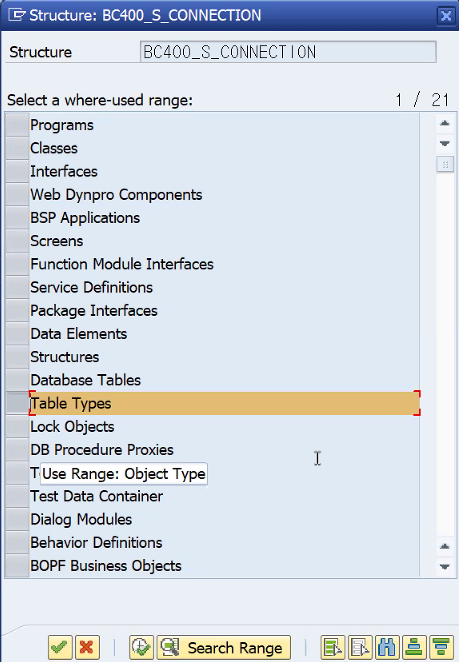 Structure: BC400_S_CONNECTION
Structure BC400_S_CONNECTION
Select a where-used range: 1 / 21
Programs
Classes
Interfaces
Web Dynpro Components
BSP Applications
Screens
Function Module Interfaces
Service Definitions
Package Interfaces
Data Elements
Structures
Database Tables
Table Types
Lock Objects
DB Procedure Proxies
Use Range: Object Type
Test Data Container
Dialog Modules
Behavior Definitions
BOPF Business Objects
Search Range